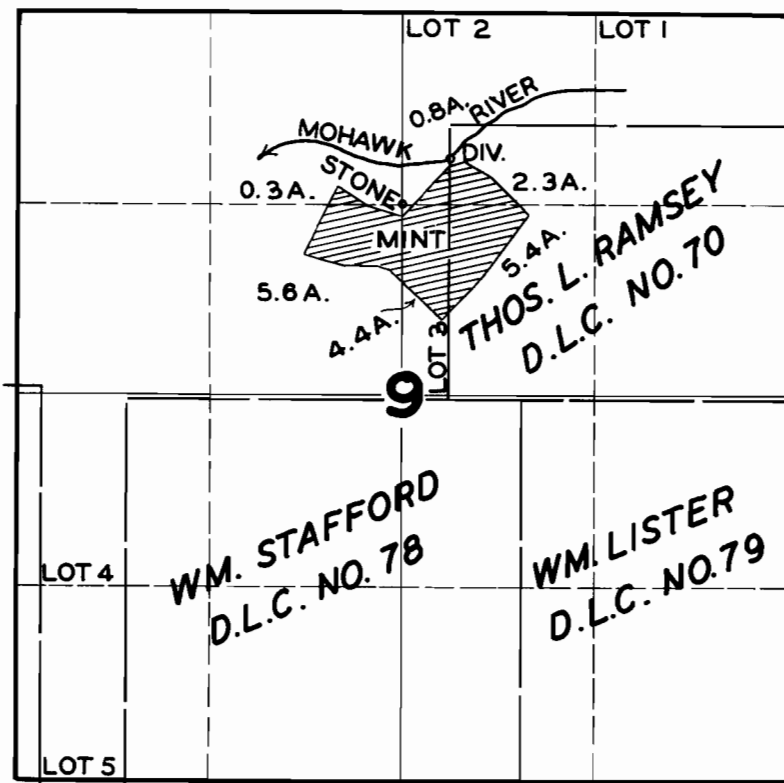 LOT 2
LOT 1
0.8A.
RIVER
MOHAWK
DIV.
STONE
0.3A.
2.3A.
MINT
5.4A.
5.6A.
4.4A.
THOS. L. RAMSEY
D.L.C. NO. 70
LOT 3
9
WM. STAFFORD
D.L.C. NO. 78
WM. LISTER
D.L.C. NO. 79
LOT 4
LOT 5